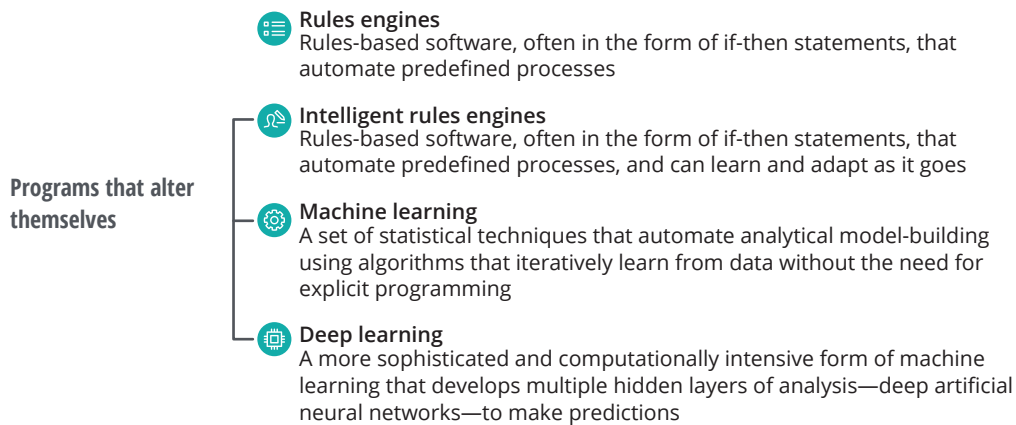 Rules engines
Rules-based software, often in the form of if-then statements, that
automate predefined processes
Intelligent rules engines
Rules-based software, often in the form of if-then statements, that
automate predefined processes, and can learn and adapt as it goes
Programs that alter
themselves
Machine learning
A set of statistical techniques that automate analytical model-building
using algorithms that iteratively learn from data without the need for
explicit programming
Deep learning
A more sophisticated and computationally intensive form of machine
learning that develops multiple hidden layers of analysis—deep artificial
neural networks—to make predictions